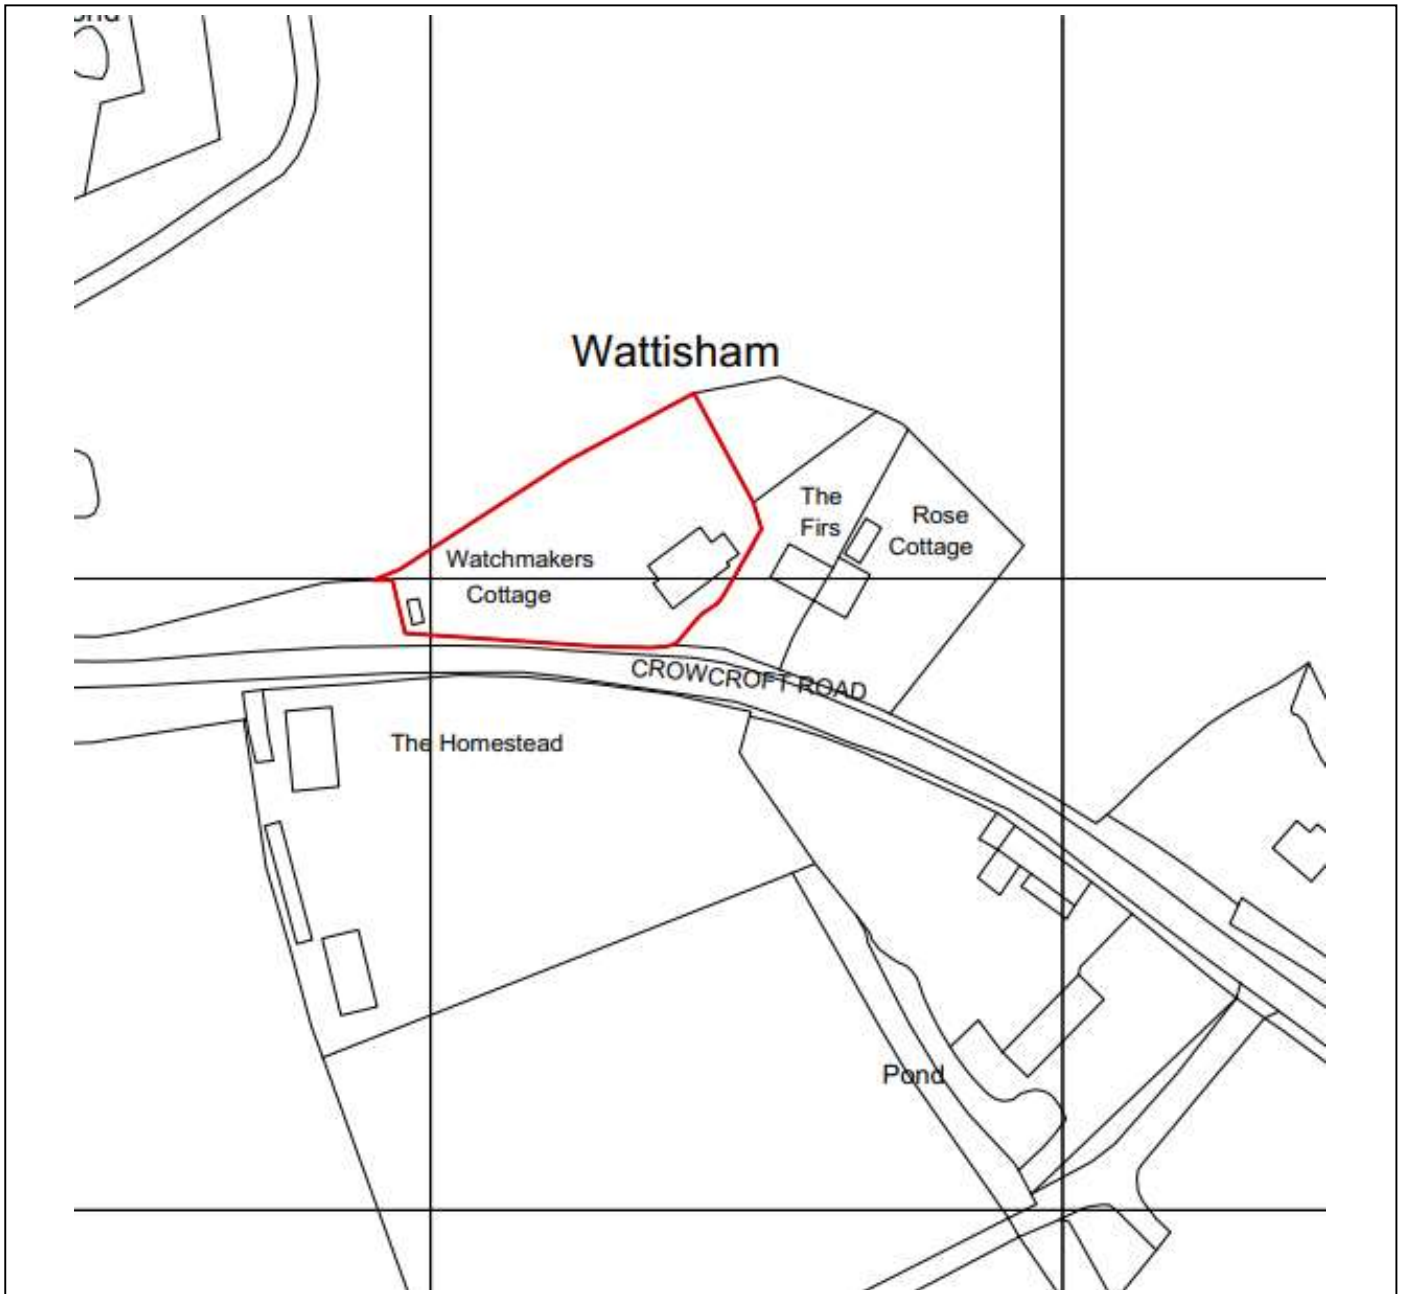 Wattisham
The
Firs
Rose
Cottage
Watchmakers
Cottage
CROWCROFT ROAD
The Homestead
Pond